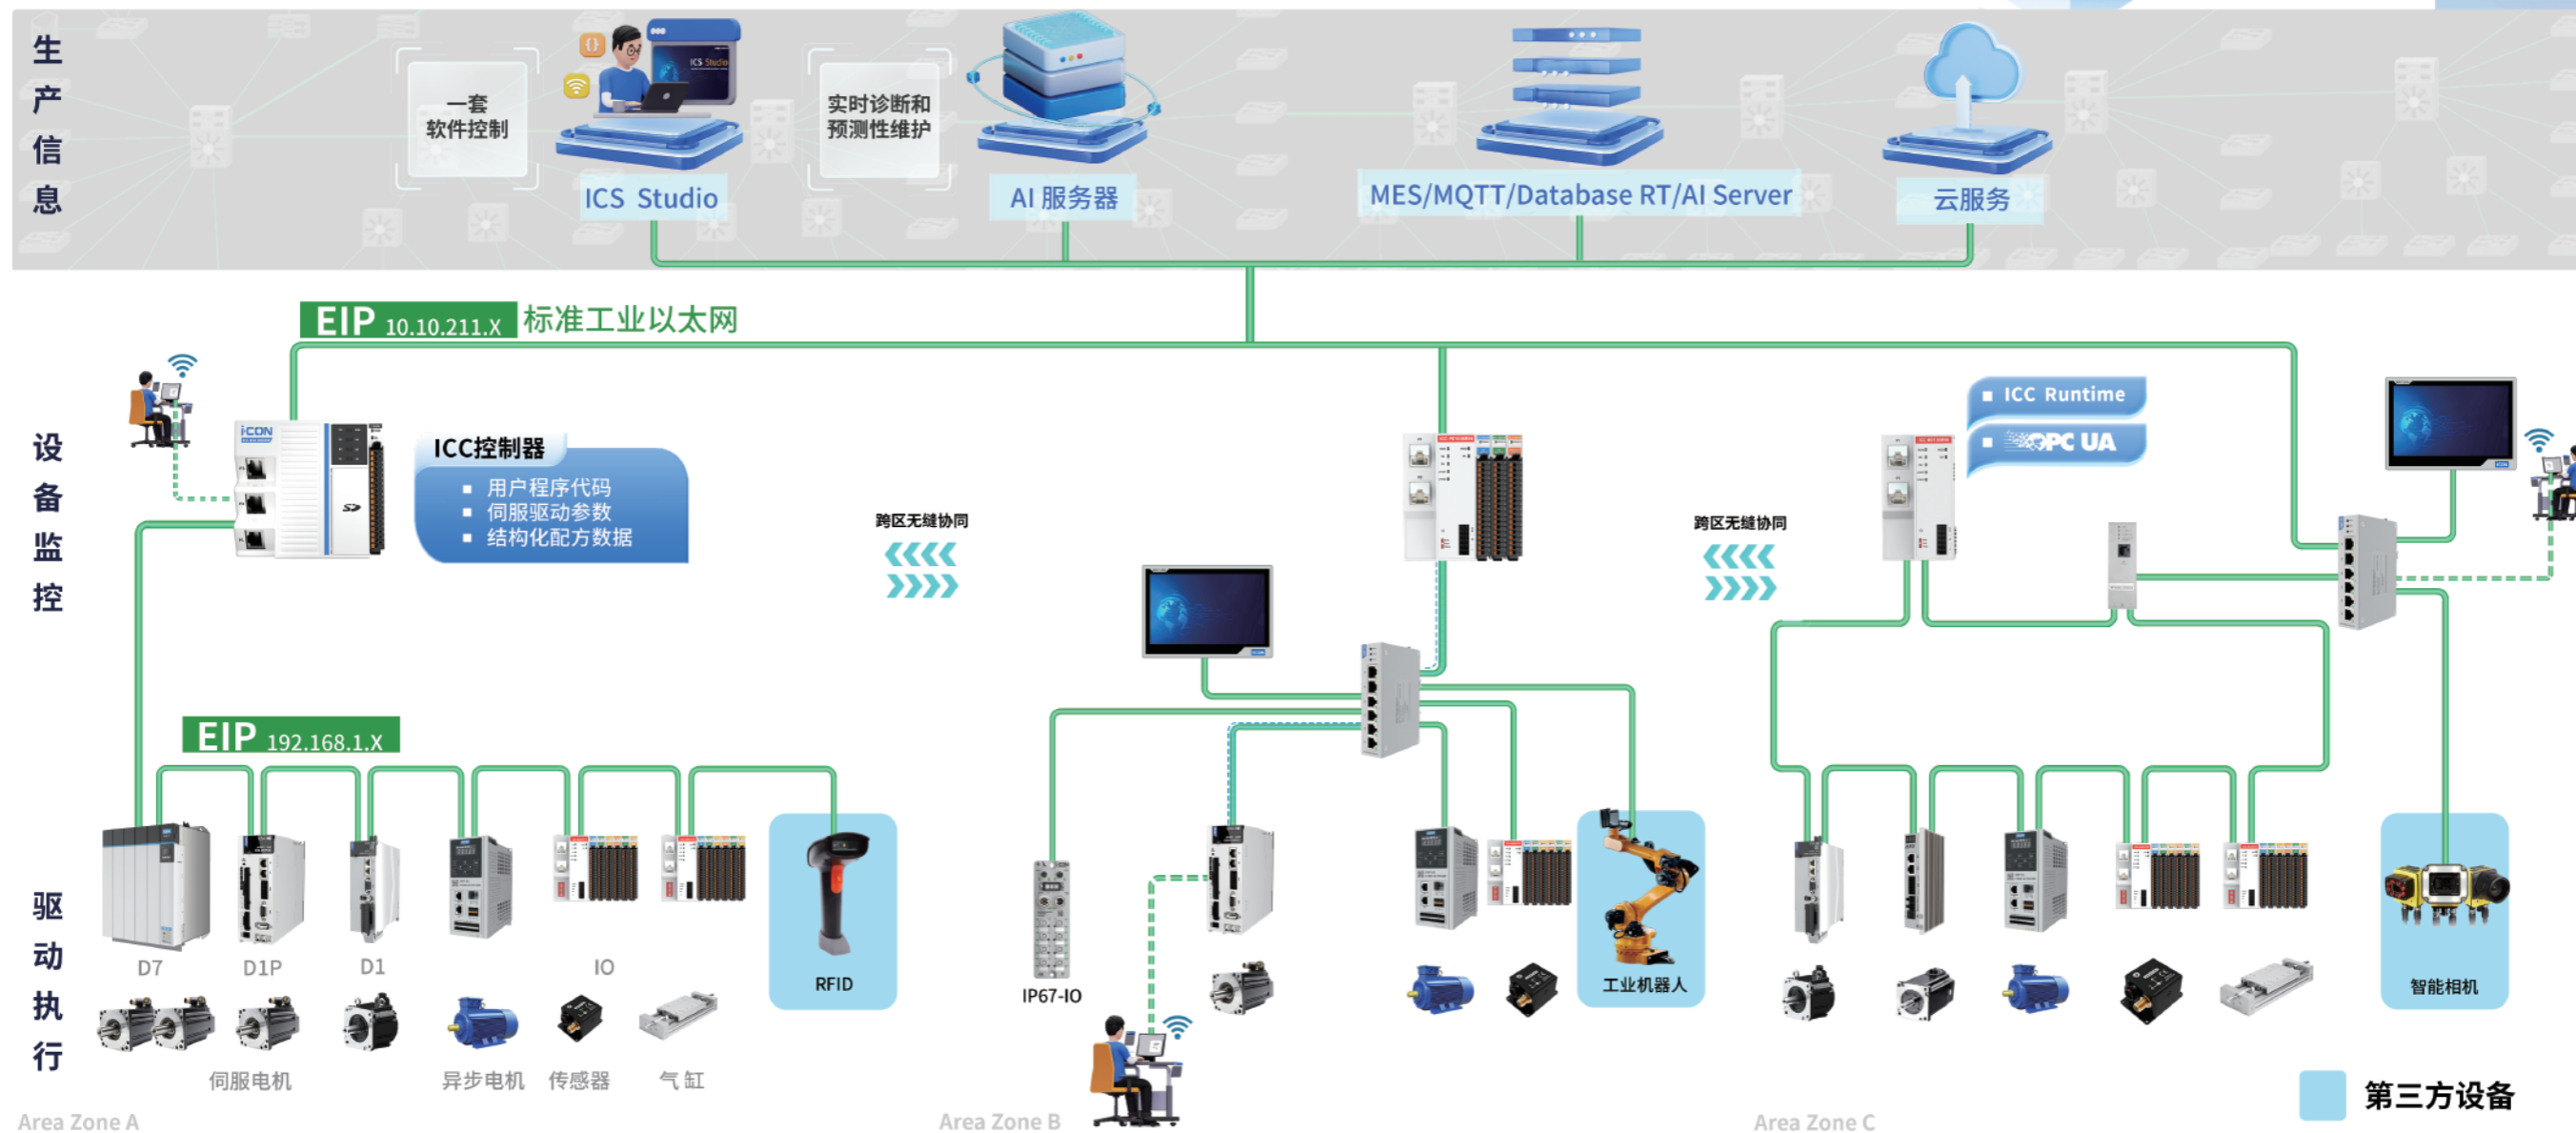 生产信息
一套
软件控制
ICS Studio
实时诊断和
预测性维护
ICS Studio
AI 服务器
MES/MQTT/Database RT/AI Server
云服务
EIP 10.10.211.X 标准工业以太网
设备监控
i-CON
ICC控制器
用户程序代码
伺服驱动参数
结构化配方数据
跨区无缝协同
跨区无缝协同
ICC Runtime
OPC UA
EIP 192.168.1.X
驱动执行
D7
D1P
D1
IO
RFID
IP67-IO
工业机器人
智能相机
伺服电机
异步电机
传感器
气缸
第三方设备
Area Zone A
Area Zone B
Area Zone C